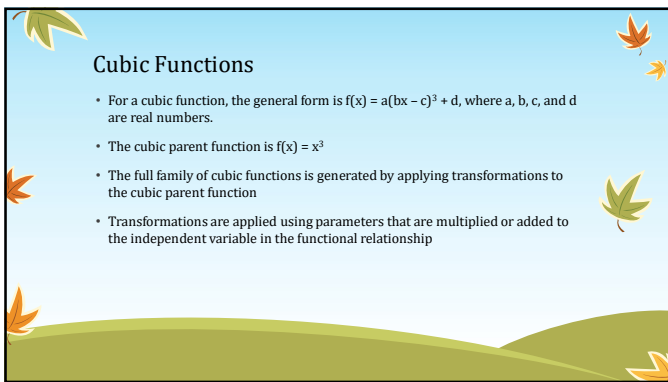 Cubic Functions
• For a cubic function, the general form is f(x) = a(bx – c)³ + d, where a, b, c, and d
are real numbers.
• The cubic parent function is f(x) = x³
• The full family of cubic functions is generated by applying transformations to
the cubic parent function
• Transformations are applied using parameters that are multiplied or added to
the independent variable in the functional relationship